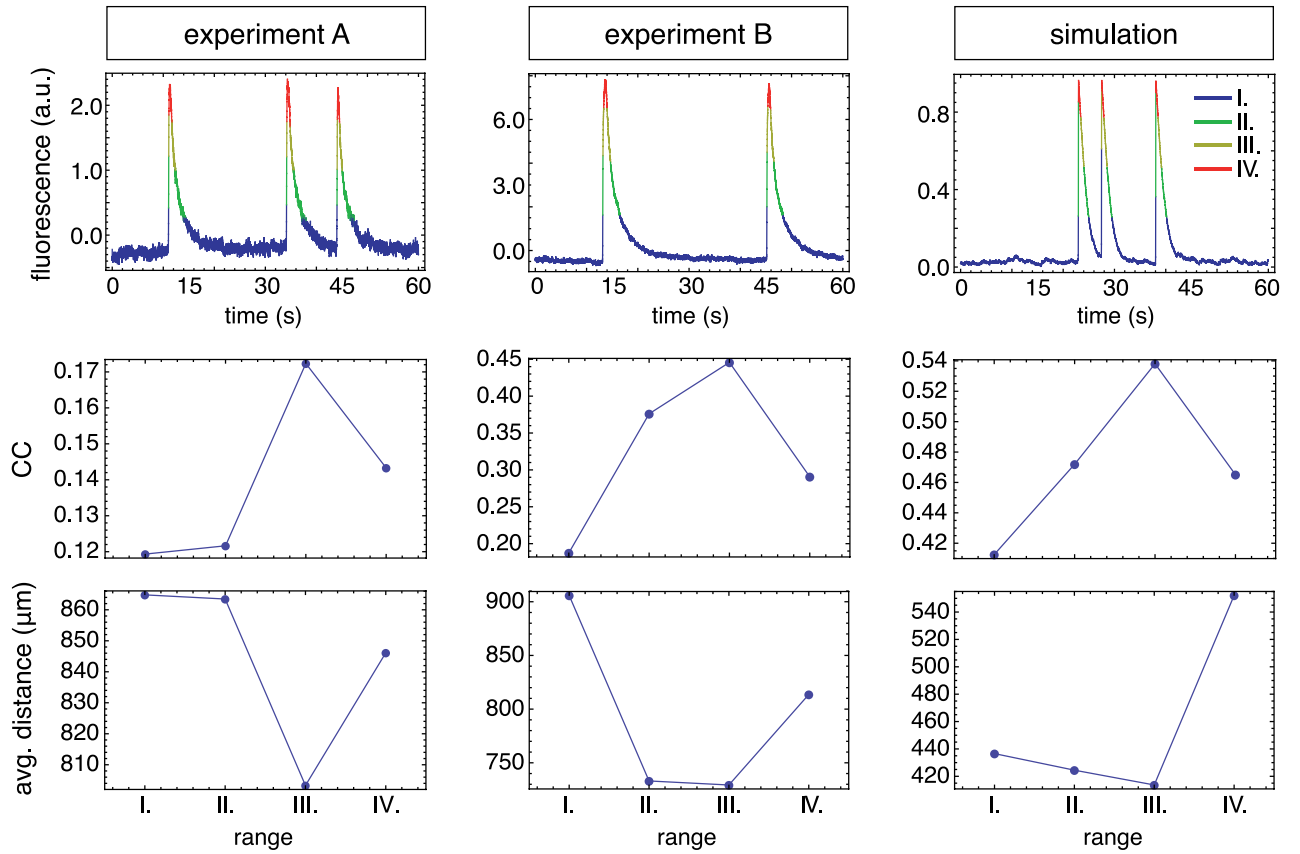 experiment A
experiment B
simulation
fluorescence (a.u.)
2.0
1.0
0.0
0
15
30
45
60
time (s)
6.0
3.0
0.0
0
15
30
45
60
time (s)
0.8
0.4
0.0
0
15
30
45
60
time (s)
I.
II.
III.
IV.
CC
0.17
0.16
0.15
0.14
0.13
0.12
0.45
0.40
0.35
0.30
0.25
0.20
0.54
0.52
0.50
0.48
0.46
0.44
0.42
avg. distance (µm)
860
850
840
830
820
810
I.
II.
III.
IV.
range
900
850
800
750
I.
II.
III.
IV.
range
540
520
500
480
460
440
420
I.
II.
III.
IV.
range